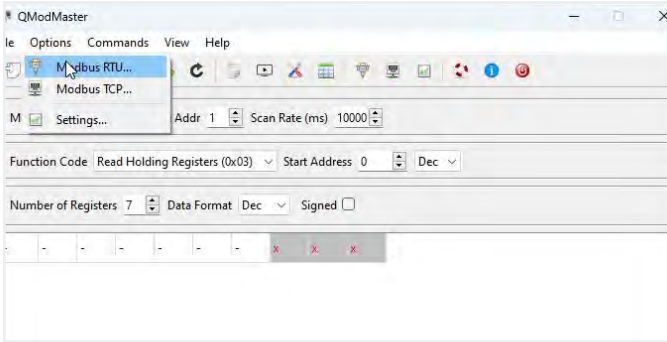 QModMaster
le Options Commands View Help
Modbus RTU...
Modbus TCP...
Settings...
M Addr 1 Scan Rate (ms) 10000
Function Code Read Holding Registers (0x03) Start Address 0 Dec
Number of Registers 7 Data Format Dec Signed
- - - - - - x x x